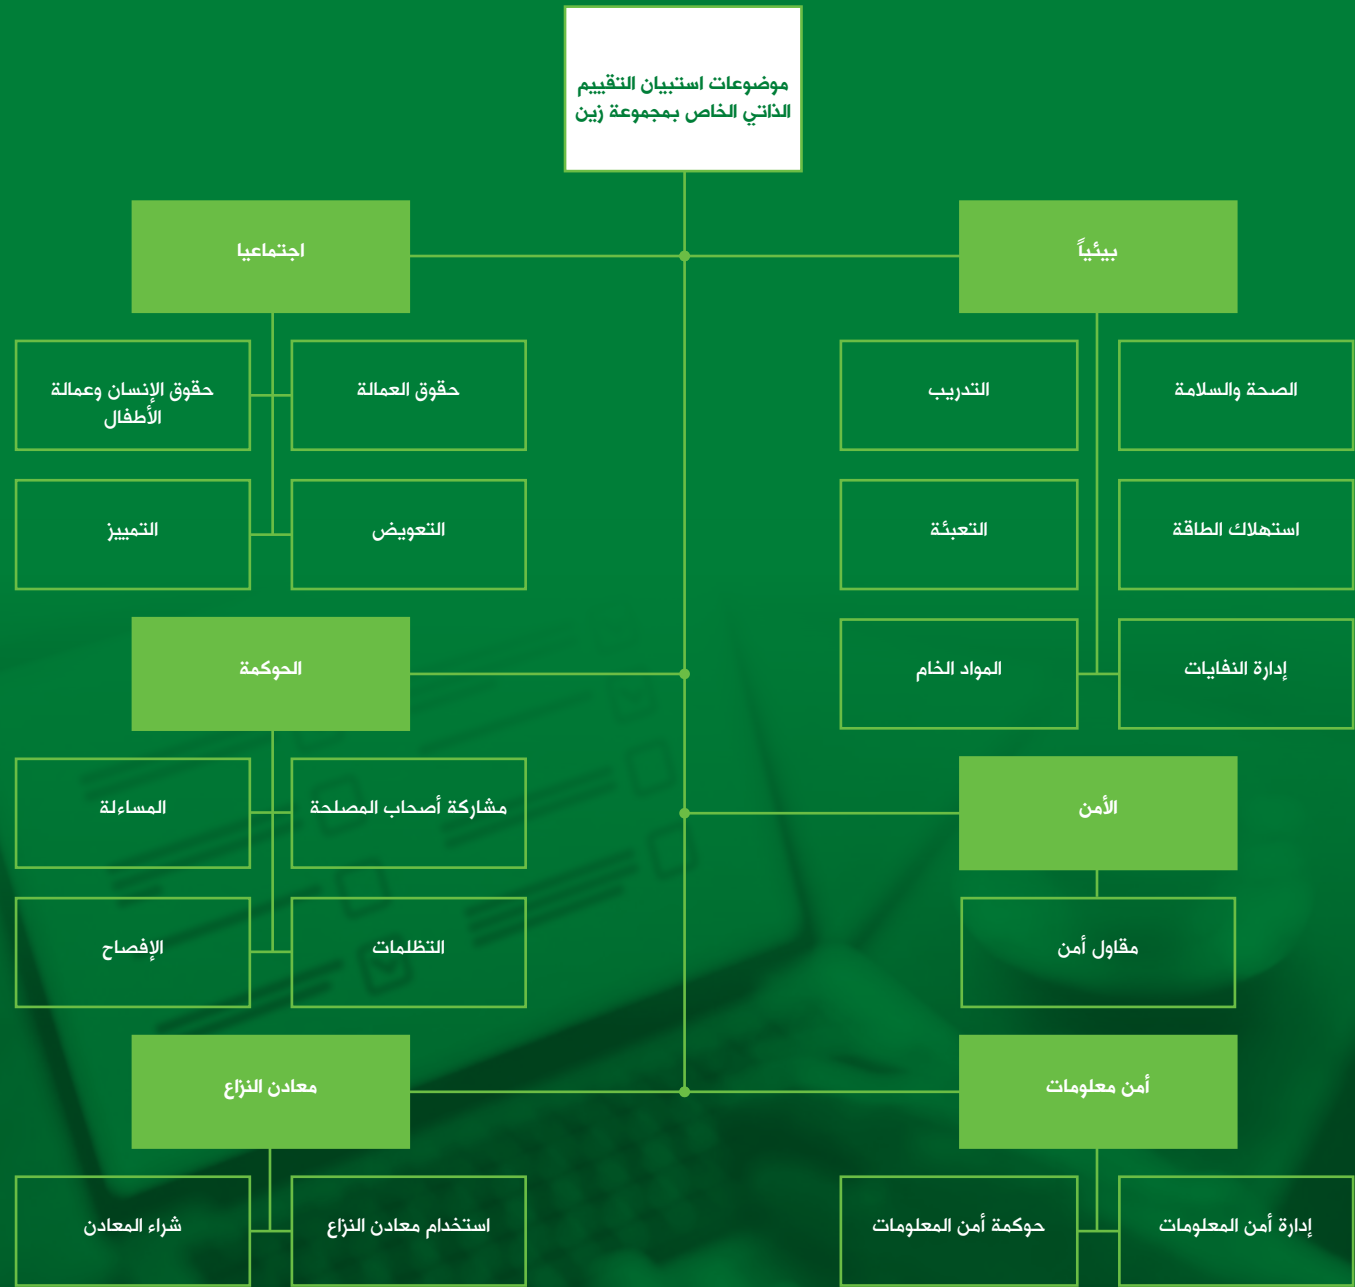 موضوعات استبيان التقييم
الذاتي الخاص بمجموعة زين
بيئياً
الصحة والسلامة
التدريب
استهلاك الطاقة
التعبئة
إدارة النفايات
المواد الخام
اجتماعيا
حقوق العمالة
حقوق الإنسان وعمالة
الأطفال
التعويض
التمييز
الحوكمة
مشاركة أصحاب المصلحة
المساءلة
التظلمات
الإفصاح
الأمن
مقاول أمن
أمن معلومات
إدارة أمن المعلومات
حوكمة أمن المعلومات
معادن النزاع
استخدام معادن النزاع
شراء المعادن